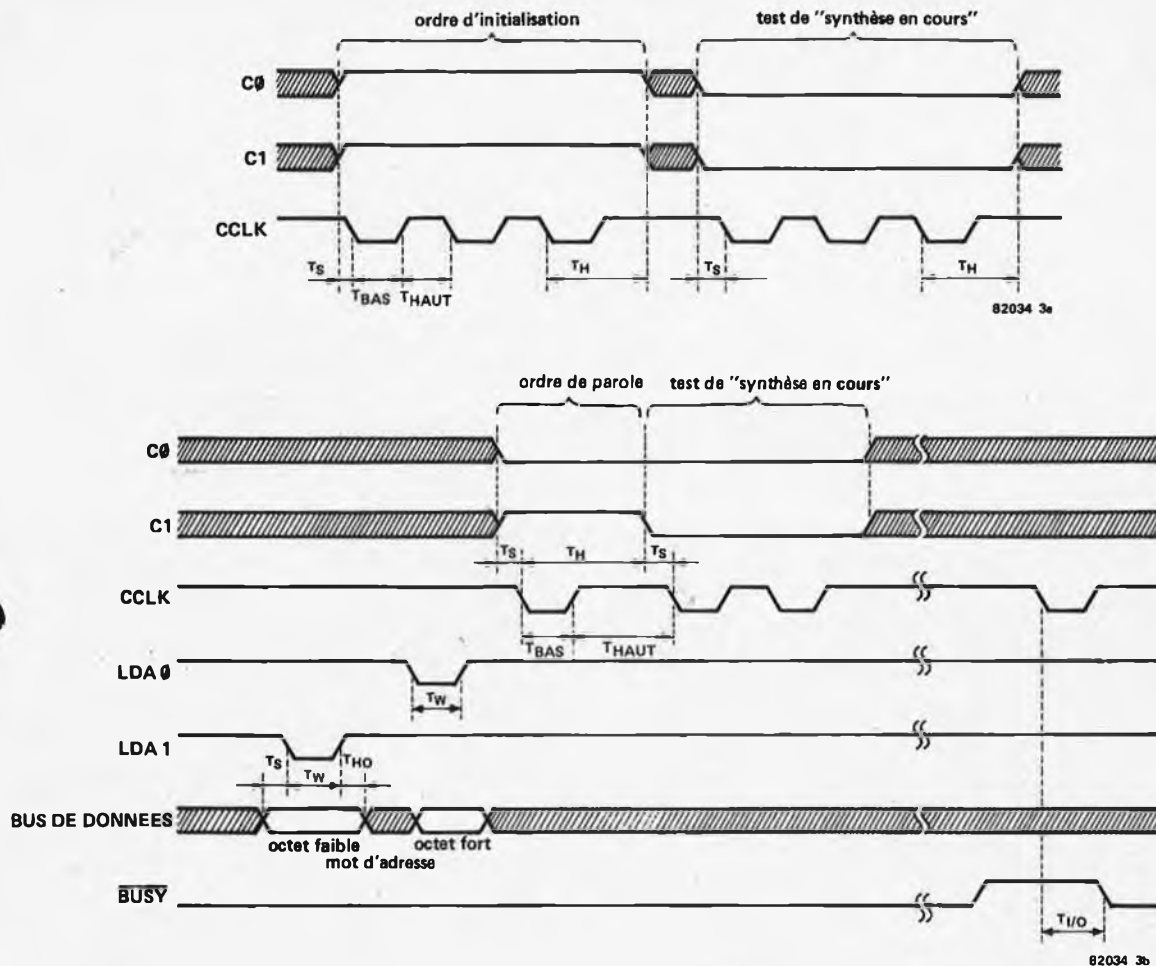 ordre d'initialisation
test de "synthèse en cours"
CØ
C1
CCLK
TS
TBAS
THAUT
TH
TS
TH
82034 3a
ordre de parole
test de "synthèse en cours"
CØ
C1
TS
TH
TS
CCLK
TBAS
THAUT
LDA Ø
TW
LDA 1
TS
TW
THO
BUS DE DONNEES
octet faible
octet fort
mot d'adresse
BUSY
TI/O
82034 3b